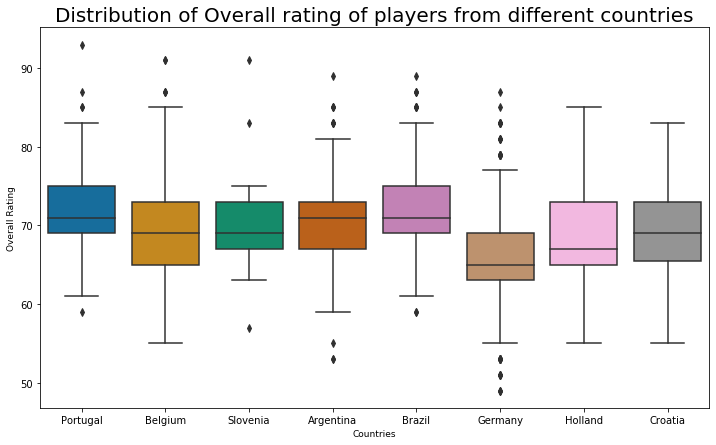 Distribution of Overall rating of players from different countries
Overall Rating
90
80
70
60
50
Portugal Belgium Slovenia Argentina Brazil Germany Holland Croatia
Countries